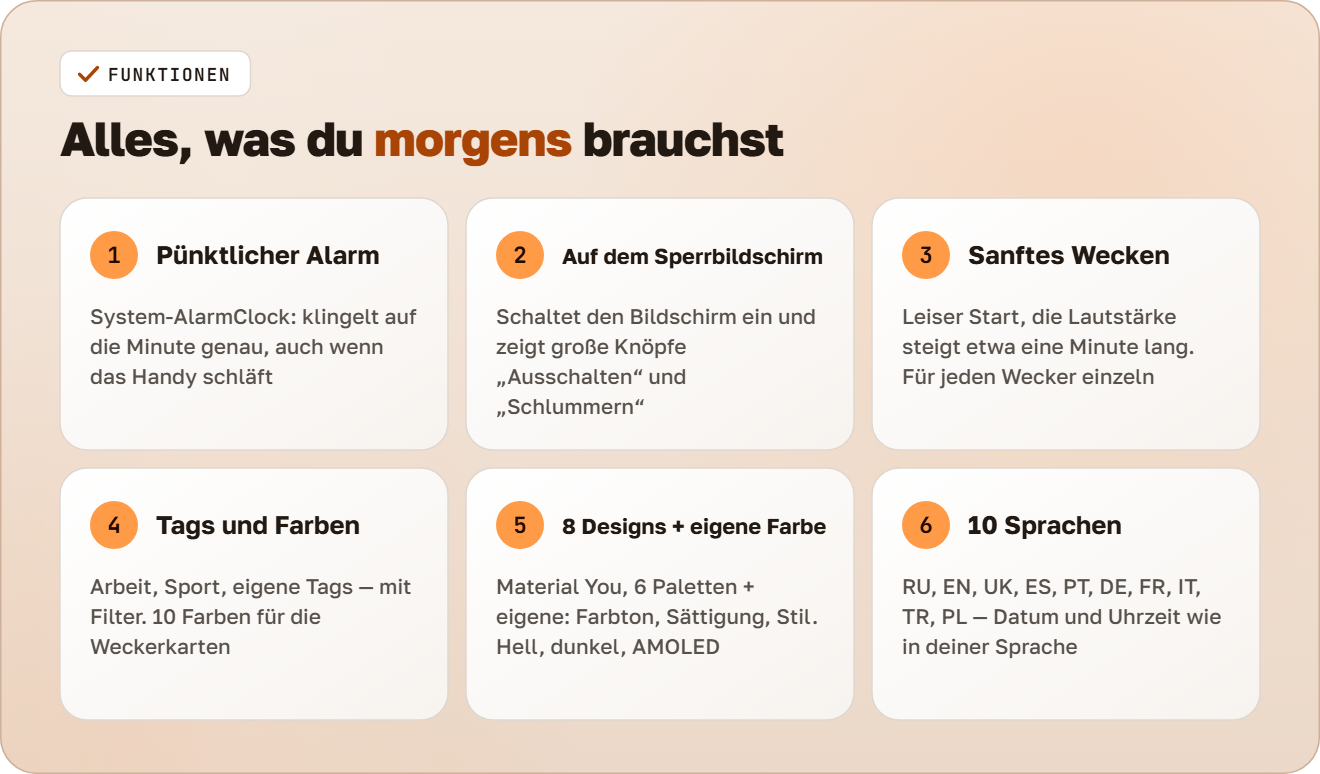 FUNKTIONEN
Alles, was du morgens brauchst
1 Pünktlicher Alarm
System-AlarmClock: klingelt auf
die Minute genau, auch wenn
das Handy schläft
2 Auf dem Sperrbildschirm
Schaltet den Bildschirm ein und
zeigt große Knöpfe
„Ausschalten“ und
„Schlummern“
3 Sanftes Wecken
Leiser Start, die Lautstärke
steigt etwa eine Minute lang.
Für jeden Wecker einzeln
4 Tags und Farben
Arbeit, Sport, eigene Tags — mit
Filter. 10 Farben für die
Weckerkarten
5 8 Designs + eigene Farbe
Material You, 6 Paletten +
eigene: Farbton, Sättigung, Stil.
Hell, dunkel, AMOLED
6 10 Sprachen
RU, EN, UK, ES, PT, DE, FR, IT,
TR, PL — Datum und Uhrzeit wie
in deiner Sprache